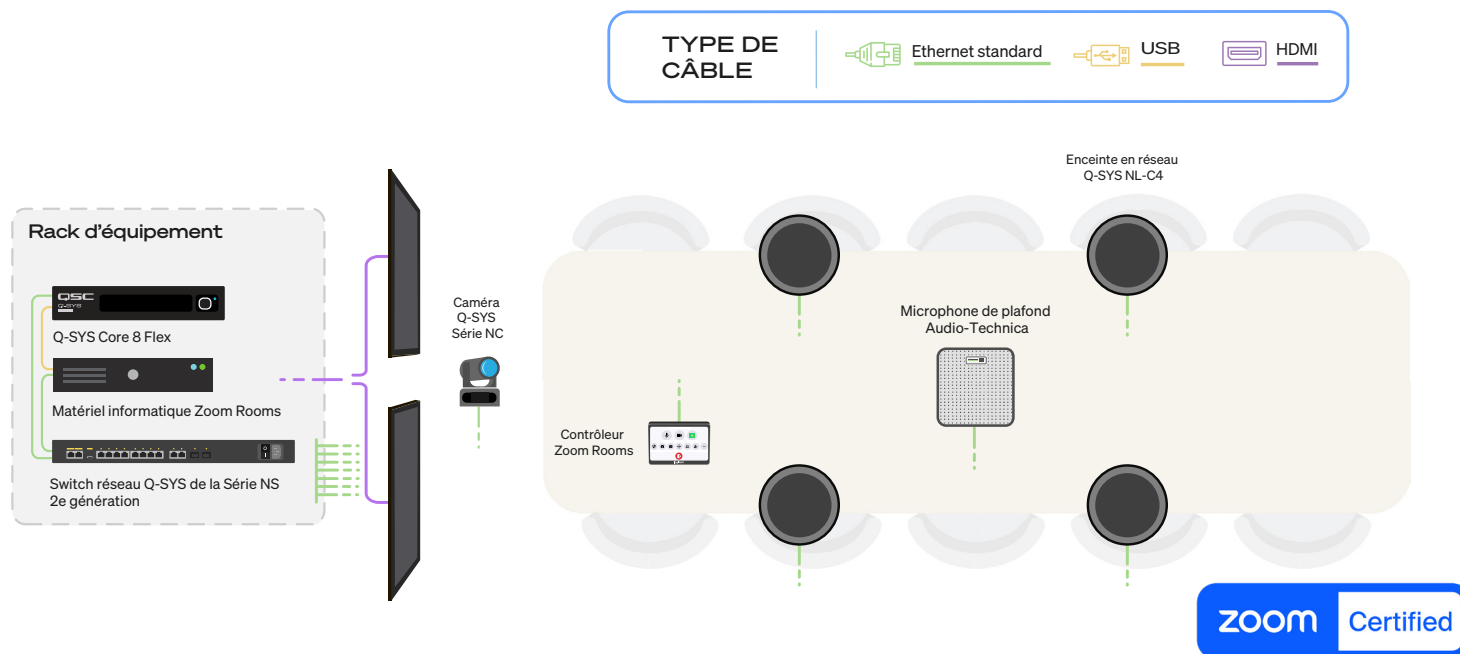 TYPE DE
CÂBLE
Ethernet standard
USB
HDMI
Enceinte en réseau
Q-SYS NL-C4
Rack d’équipement
QSC
Q-SYS
Q-SYS Core 8 Flex
Matériel informatique Zoom Rooms
Switch réseau Q-SYS de la Série NS
2e génération
Caméra
Q-SYS
Série NC
Microphone de plafond
Audio-Technica
Contrôleur
Zoom Rooms
zoom Certified